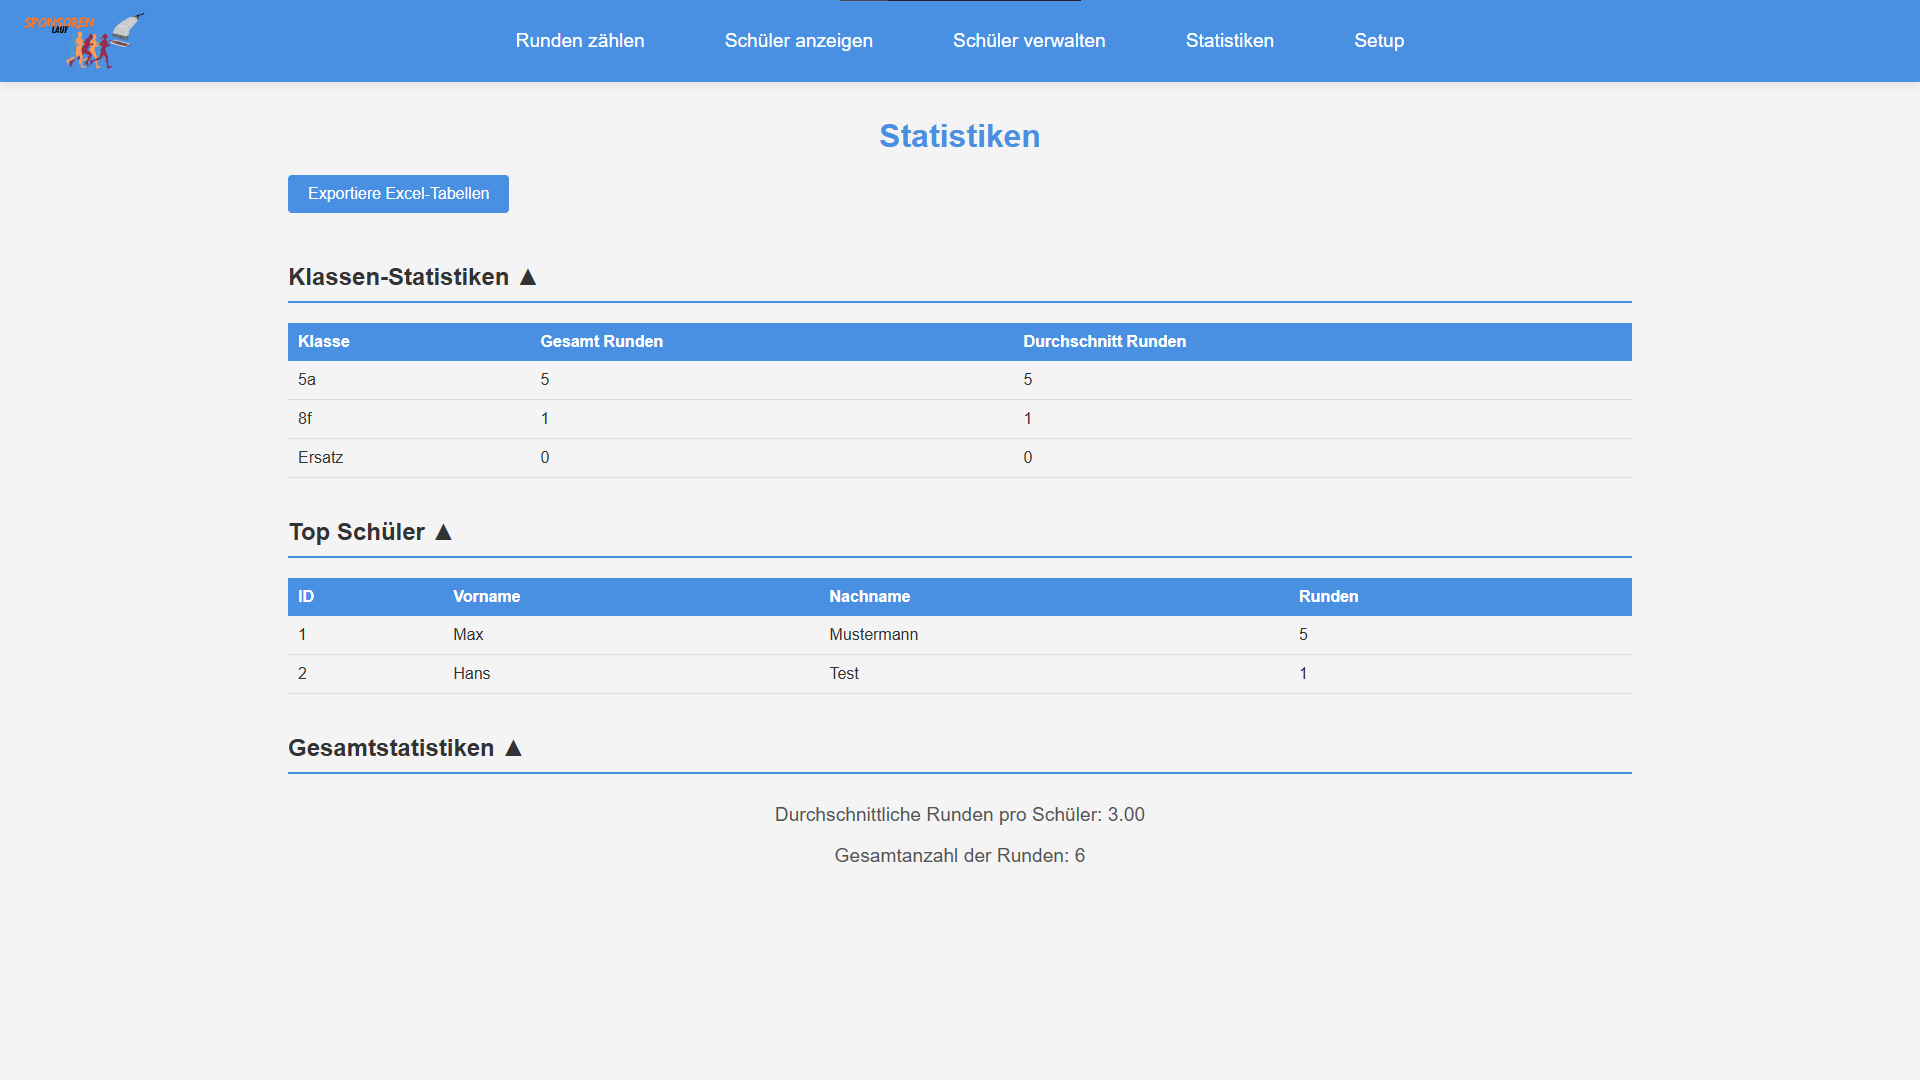 SPONSOREN
LAUF
Runden zählen Schüler anzeigen Schüler verwalten Statistiken Setup
Statistiken
Exportiere Excel-Tabellen
Klassen-Statistiken ▲
Klasse Gesamt Runden Durchschnitt Runden
5a 5 5
8f 1 1
Ersatz 0 0
Top Schüler ▲
ID Vorname Nachname Runden
1 Max Mustermann 5
2 Hans Test 1
Gesamtstatistiken ▲
Durchschnittliche Runden pro Schüler: 3.00
Gesamtanzahl der Runden: 6